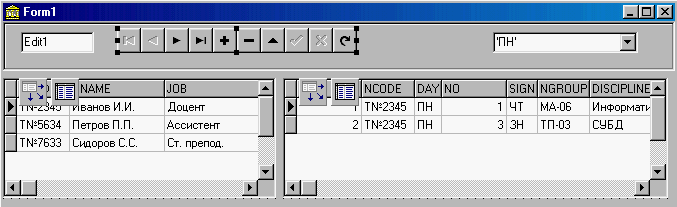 Form1
Edit1
'ПН'
NAME JOB
NCODE DAY NO SIGN NGROUP DISCIPLINE
TN№2345 Иванов И.И. Доцент
1 TN№2345 ПН 1 ЧТ МА-06 Информати
TN№5634 Петров П.П. Ассистент
2 TN№2345 ПН 3 ЗН ТП-03 СУБД
TN№7633 Сидоров С.С. Ст. препод.